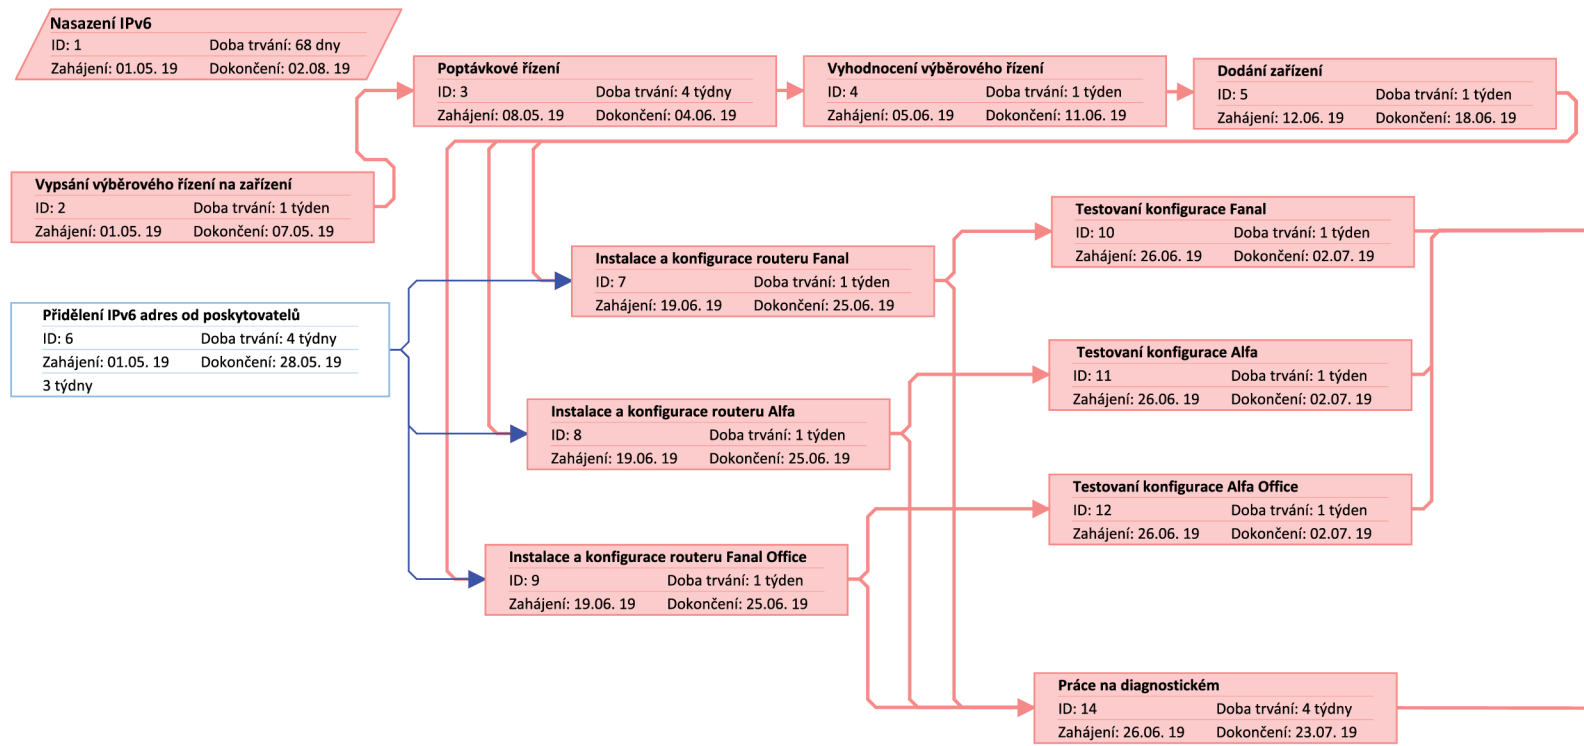 Nasazení IPv6
ID: 1 Doba trvání: 68 dny
Zahájení: 01.05. 19 Dokončení: 02.08. 19
Poptávkové řízení
ID: 3 Doba trvání: 4 týdny
Zahájení: 08.05. 19 Dokončení: 04.06. 19
Vyhodnocení výběrového řízení
ID: 4 Doba trvání: 1 týden
Zahájení: 05.06. 19 Dokončení: 11.06. 19
Dodání zařízení
ID: 5 Doba trvání: 1 týden
Zahájení: 12.06. 19 Dokončení: 18.06. 19
Vypsání výběrového řízení na zařízení
ID: 2 Doba trvání: 1 týden
Zahájení: 01.05. 19 Dokončení: 07.05. 19
Testovaní konfigurace Fanal
ID: 10 Doba trvání: 1 týden
Zahájení: 26.06. 19 Dokončení: 02.07. 19
Instalace a konfigurace routeru Fanal
ID: 7 Doba trvání: 1 týden
Zahájení: 19.06. 19 Dokončení: 25.06. 19
Přidělení IPv6 adres od poskytovatelů
ID: 6 Doba trvání: 4 týdny
Zahájení: 01.05. 19 Dokončení: 28.05. 19
3 týdny
Testovaní konfigurace Alfa
ID: 11 Doba trvání: 1 týden
Zahájení: 26.06. 19 Dokončení: 02.07. 19
Instalace a konfigurace routeru Alfa
ID: 8 Doba trvání: 1 týden
Zahájení: 19.06. 19 Dokončení: 25.06. 19
Testovaní konfigurace Alfa Office
ID: 12 Doba trvání: 1 týden
Zahájení: 26.06. 19 Dokončení: 02.07. 19
Instalace a konfigurace routeru Fanal Office
ID: 9 Doba trvání: 1 týden
Zahájení: 19.06. 19 Dokončení: 25.06. 19
Práce na diagnostickém
ID: 14 Doba trvání: 4 týdny
Zahájení: 26.06. 19 Dokončení: 23.07. 19